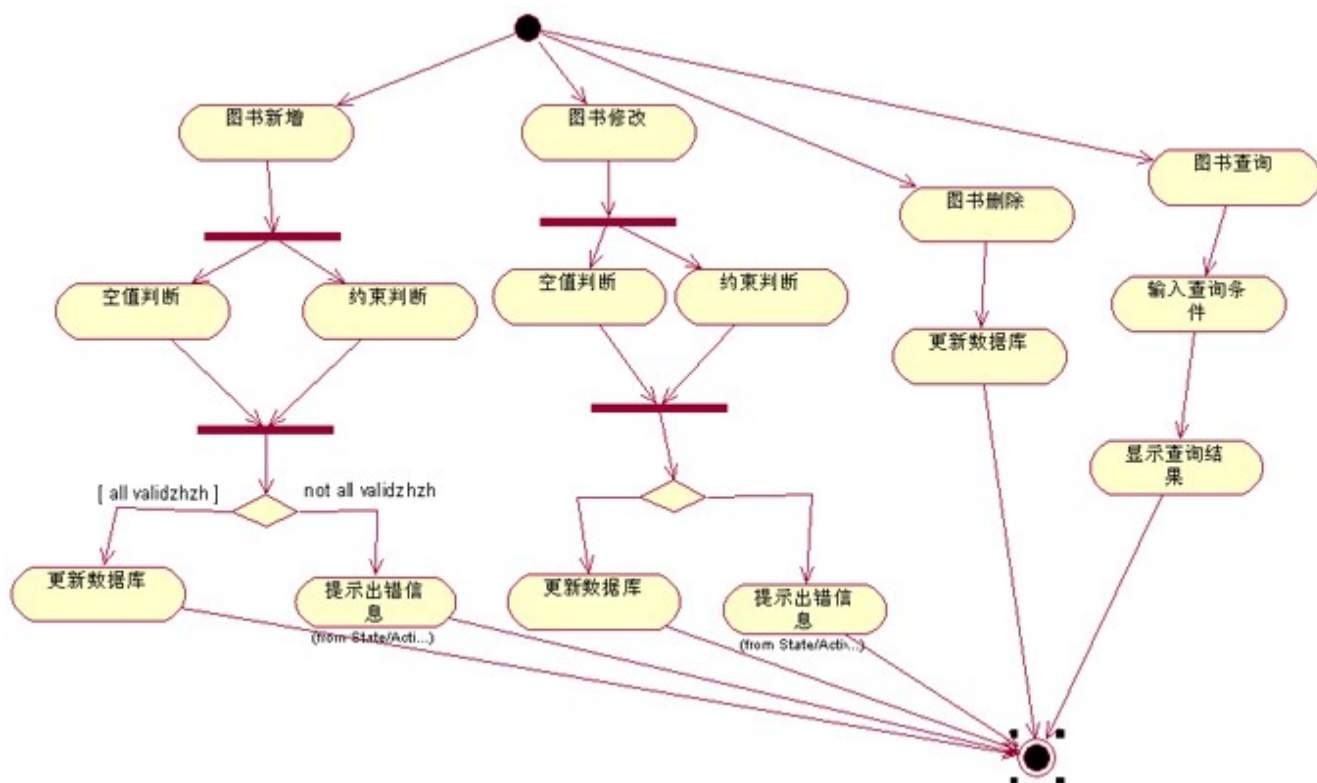 图书新增
图书修改
图书查询
图书删除
空值判断
约束判断
空值判断
约束判断
输入查询条
件
更新数据库
显示查询结
果
[ all validzhzh ]
not all validzhzh
更新数据库
提示出错信
息
(from State/Acti...)
更新数据库
提示出错信
息
(from State/Acti...)